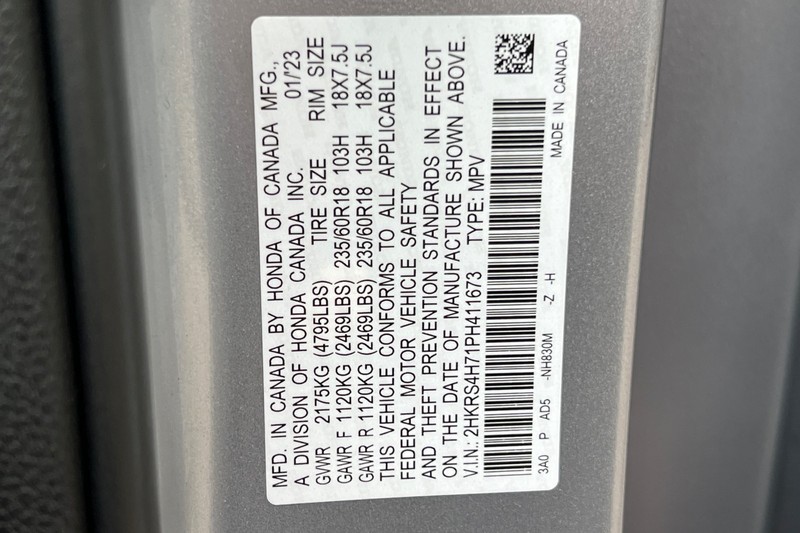 MFD. IN CANADA BY HONDA OF CANADA MFG.,
A DIVISION OF HONDA CANADA INC. 01/'23
GVWR 2175KG (4795LBS) TIRE SIZE RIM SIZE
GAWR F 1120KG (2469LBS) 235/60R18 103H 18X7.5J
GAWR R 1120KG (2469LBS) 235/60R18 103H 18X7.5J
THIS VEHICLE CONFORMS TO ALL APPLICABLE
FEDERAL MOTOR VEHICLE SAFETY
AND THEFT PREVENTION STANDARDS IN EFFECT
ON THE DATE OF MANUFACTURE SHOWN ABOVE.
V.I.N.: 2HKRS4H71PH411673 TYPE: MPV
3A0 P AD5 -NH830M -Z -H MADE IN CANADA